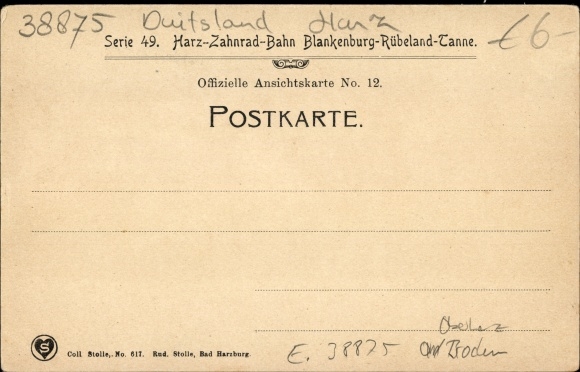 38875 Duitsland Harz €6-
Serie 49. Harz-Zahnrad-Bahn Blankenburg-Rübeland-Tanne.
Offizielle Ansichtskarte No. 12.
POSTKARTE.
Oberharz
S Coll Stolle, No. 617. Rud. Stolle, Bad Harzburg. E. 38875